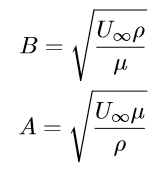 B = √(U∞ρ/μ)
A = √(U∞μ/ρ)